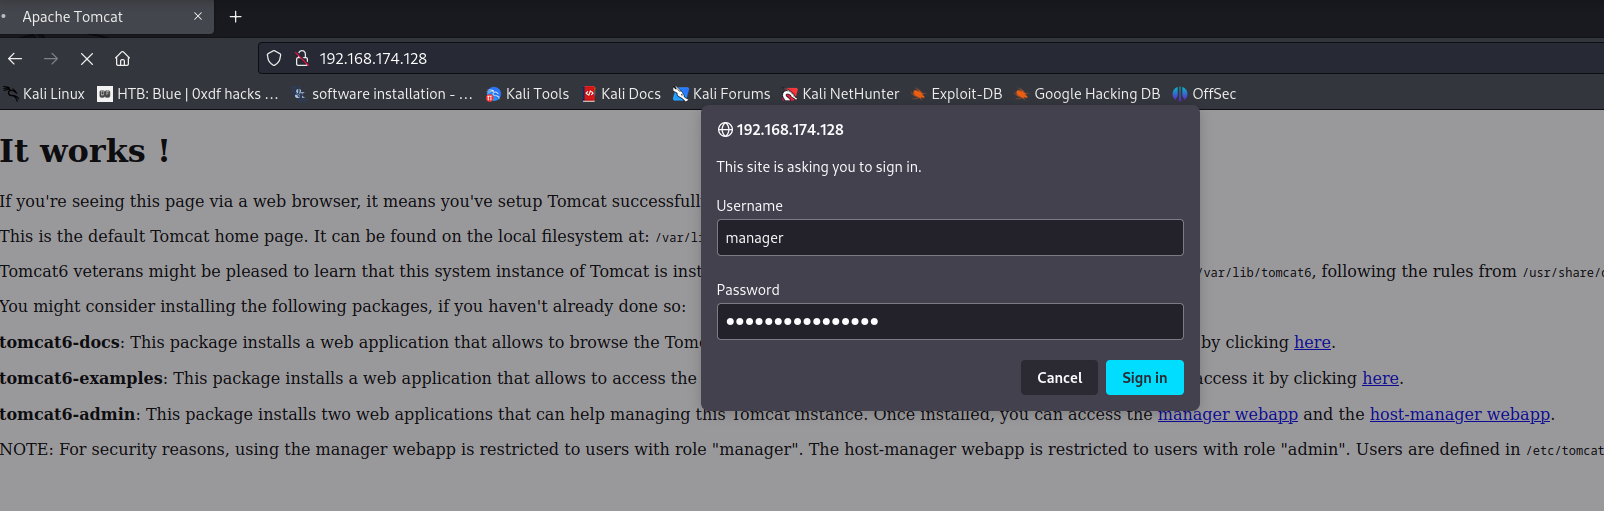 Apache Tomcat
192.168.174.128
Kali Linux HTB: Blue | 0xdf hacks ... software installation - ... Kali Tools Kali Docs Kali Forums Kali NetHunter Exploit-DB Google Hacking DB OffSec
192.168.174.128
This site is asking you to sign in.
Username
manager
Password
●●●●●●●●●●●●●●●●
Cancel Sign in
It works !
If you're seeing this page via a web browser, it means you've setup Tomcat successfull
This is the default Tomcat home page. It can be found on the local filesystem at: /var/li
Tomcat6 veterans might be pleased to learn that this system instance of Tomcat is inst /var/lib/tomcat6, following the rules from /usr/share/
You might consider installing the following packages, if you haven't already done so:
tomcat6-docs: This package installs a web application that allows to browse the Tom by clicking here.
tomcat6-examples: This package installs a web application that allows to access the access it by clicking here.
tomcat6-admin: This package installs two web applications that can help managing this Tomcat instance. Once installed, you can access the manager webapp and the host-manager webapp.
NOTE: For security reasons, using the manager webapp is restricted to users with role "manager". The host-manager webapp is restricted to users with role "admin". Users are defined in /etc/tomcat